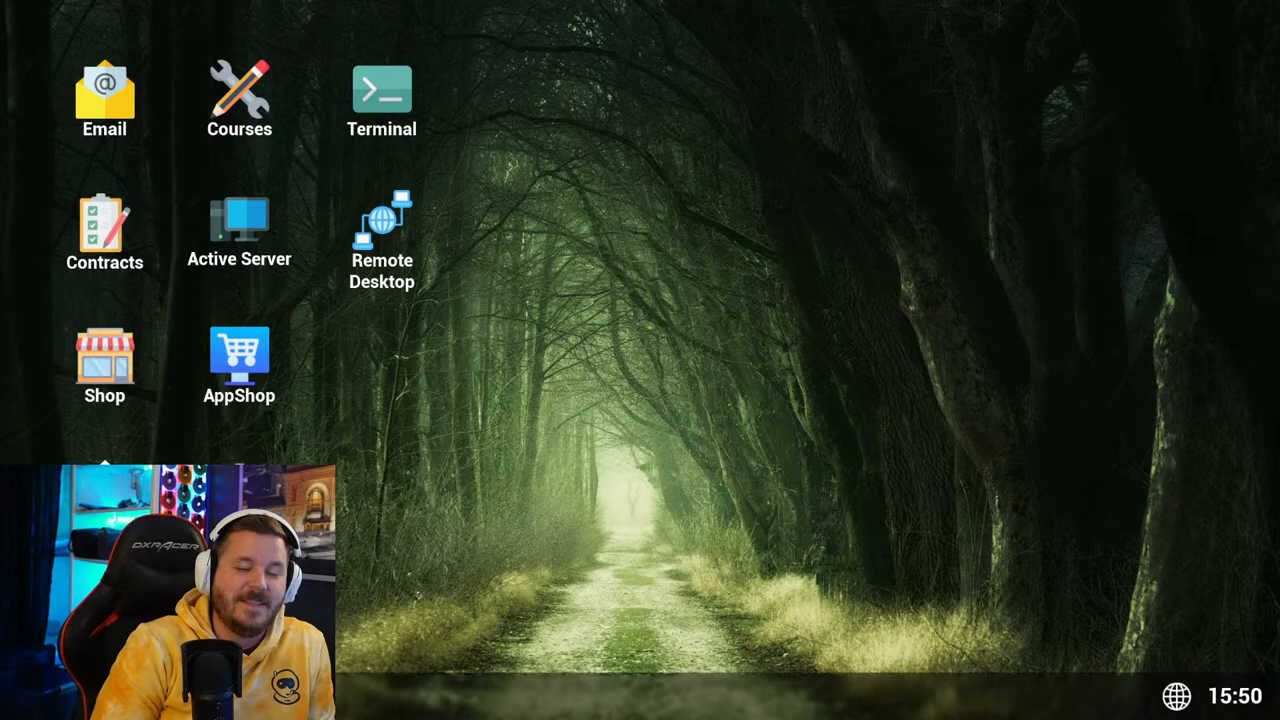 Email
Courses
Terminal
Contracts
Active Server
Remote
Desktop
Shop
AppShop
DXRACER
15:50